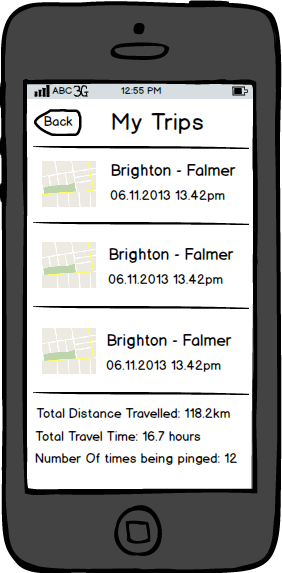 ABC 3G 12:55 PM
Back My Trips
Brighton - Falmer
06.11.2013 13.42pm
Brighton - Falmer
06.11.2013 13.42pm
Brighton - Falmer
06.11.2013 13.42pm
Total Distance Travelled: 118.2km
Total Travel Time: 16.7 hours
Number Of times being pinged: 12